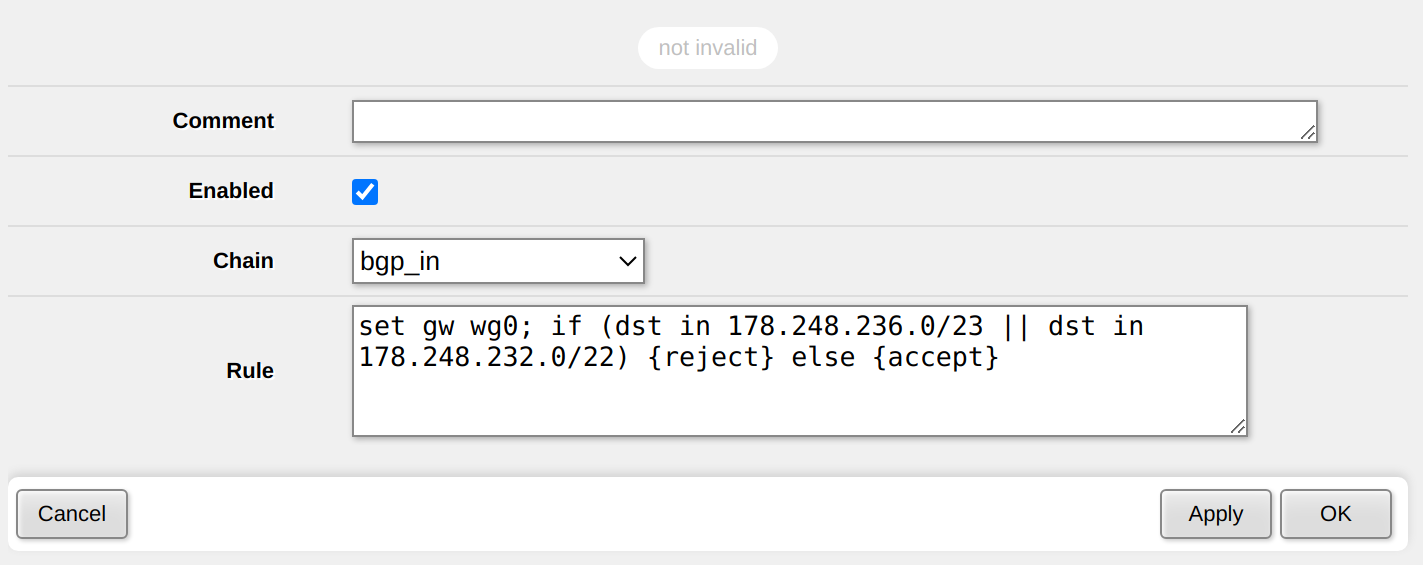 not invalid
Comment
Enabled
Chain
bgp_in
Rule
set gw wg0; if (dst in 178.248.236.0/23 || dst in
178.248.232.0/22) {reject} else {accept}
Cancel
Apply
OK